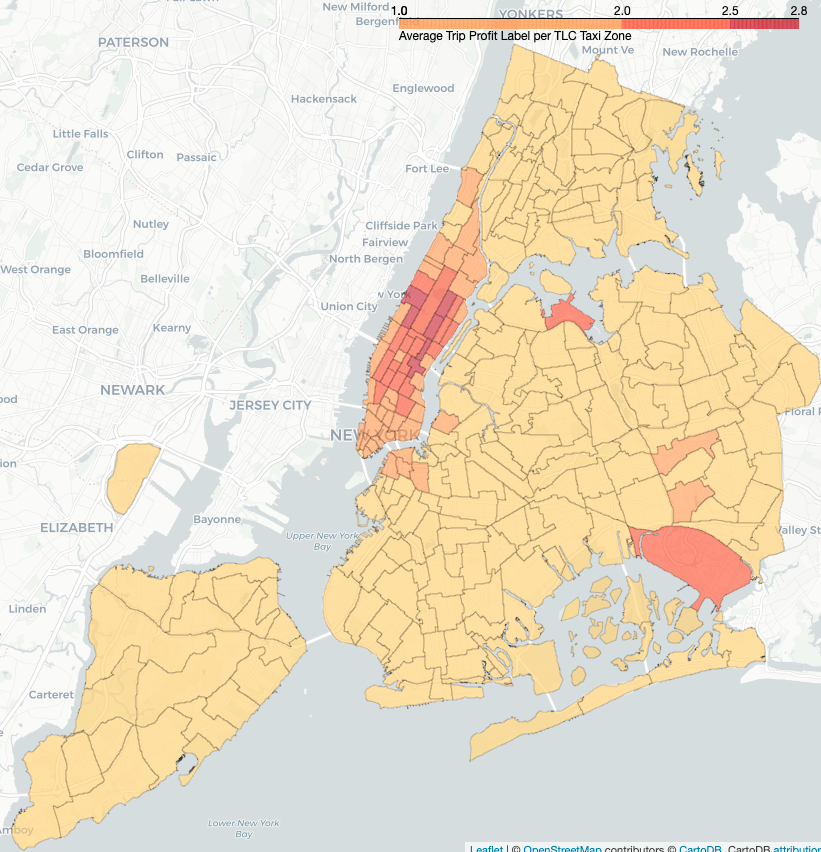 New Milford
Bergenf
YONKERS
1.0 2.0 2.5 2.8
Average Trip Profit Label per TLC Taxi Zone
PATERSON
Mount Ve
New Rochelle
Englewood
Hackensack
Little Falls
Clifton
Passaic
Cedar Grove
Fort Lee
Nutley
Cliffside Park
Fairview
Bloomfield
North Bergen
West Orange
Belleville
w York
Union City
East Orange
Kearny
NEWARK
JERSEY CITY
ood
Floral P
NEW YORK
ion
ELIZABETH
Bayonne
Valley St
Upper New York
Bay
Linden
Carteret
Lower New York
Bay
Amboy
Leaflet | © OpenStreetMap contributors © CartoDB, CartoDB attribution